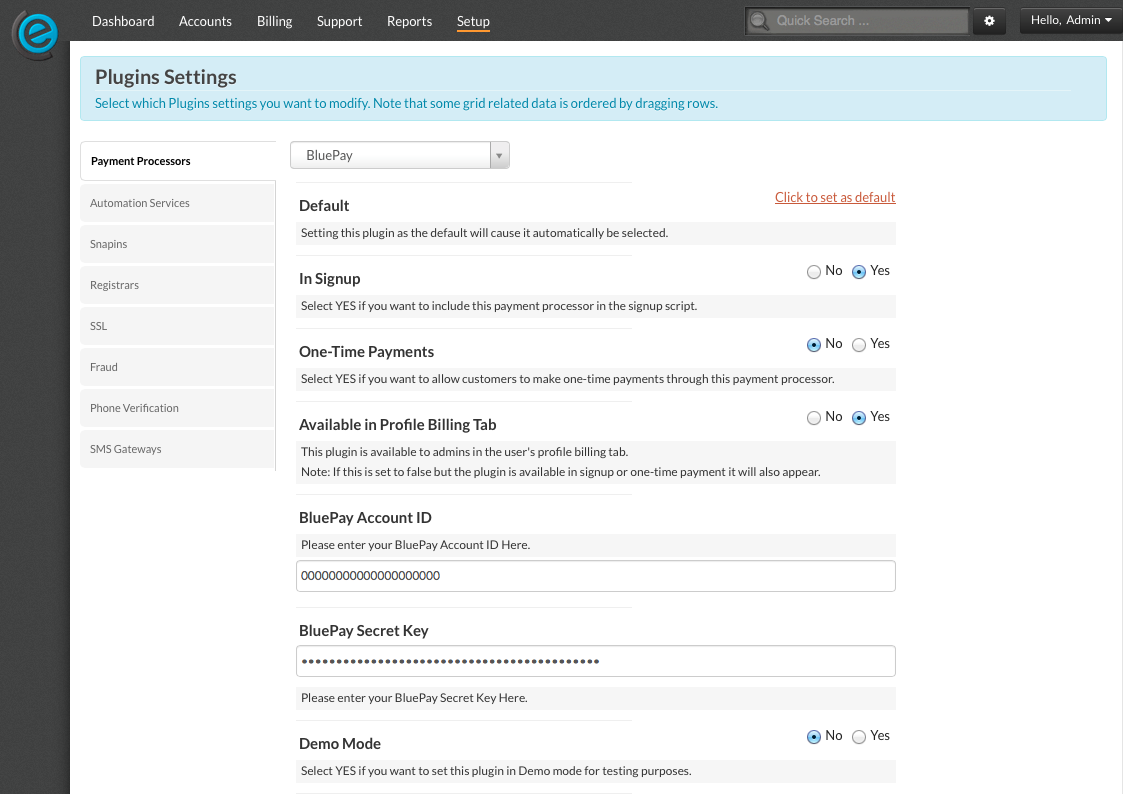 Dashboard Accounts Billing Support Reports Setup Quick Search ... Hello, Admin
Plugins Settings
Select which Plugins settings you want to modify. Note that some grid related data is ordered by dragging rows.
Payment Processors
Automation Services
Snapins
Registrars
SSL
Fraud
Phone Verification
SMS Gateways
BluePay
Default
Click to set as default
Setting this plugin as the default will cause it automatically be selected.
In Signup
No Yes
Select YES if you want to include this payment processor in the signup script.
One-Time Payments
No Yes
Select YES if you want to allow customers to make one-time payments through this payment processor.
Available in Profile Billing Tab
No Yes
This plugin is available to admins in the user's profile billing tab.
Note: If this is set to false but the plugin is available in signup or one-time payment it will also appear.
BluePay Account ID
Please enter your BluePay Account ID Here.
00000000000000000000
BluePay Secret Key
•••••••••••••••••••••••••••••••••••••••••••
Please enter your BluePay Secret Key Here.
Demo Mode
No Yes
Select YES if you want to set this plugin in Demo mode for testing purposes.